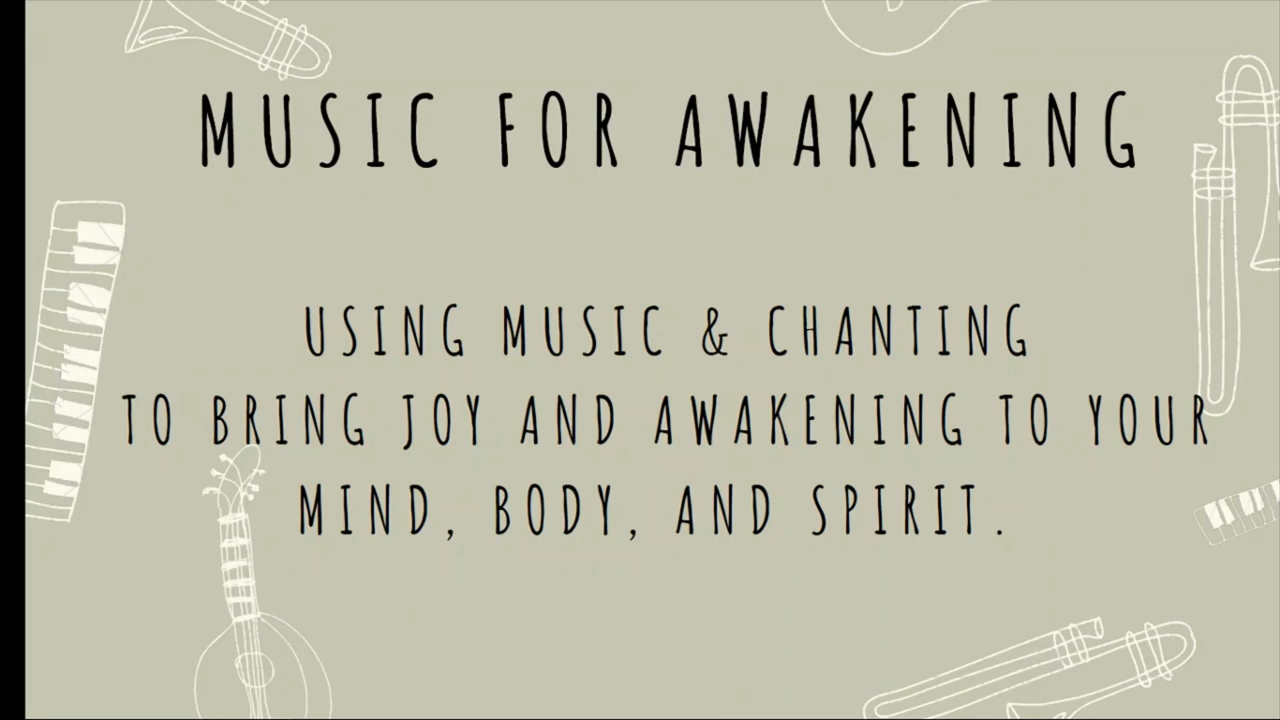 MUSIC FOR AWAKENING
USING MUSIC & CHANTING
TO BRING JOY AND AWAKENING TO YOUR
MIND, BODY, AND SPIRIT.